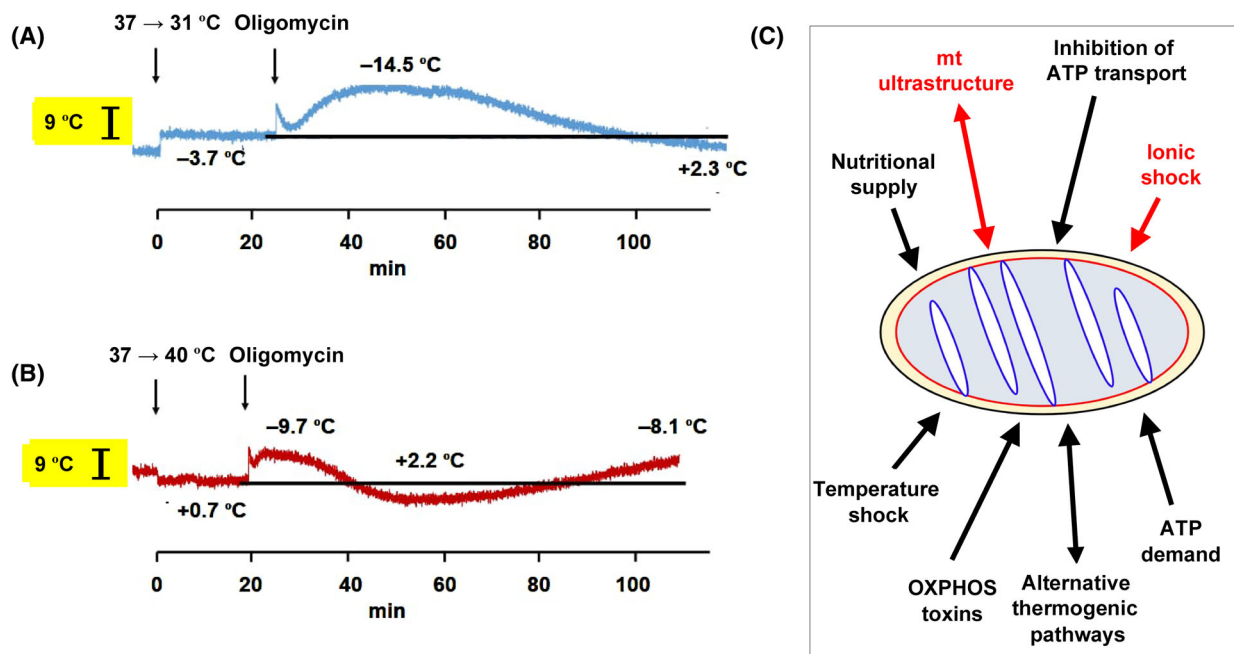 (A)
37 → 31 ºC Oligomycin
9 ºC
–14.5 ºC
–3.7 ºC
+2.3 ºC
0 20 40 60 80 100
min
(B)
37 → 40 ºC Oligomycin
9 ºC
–9.7 ºC
–8.1 ºC
+2.2 ºC
+0.7 ºC
0 20 40 60 80 100
min
(C)
mt
ultrastructure
Inhibition of
ATP transport
Nutritional
supply
Ionic
shock
Temperature
shock
OXPHOS
toxins
Alternative
thermogenic
pathways
ATP
demand